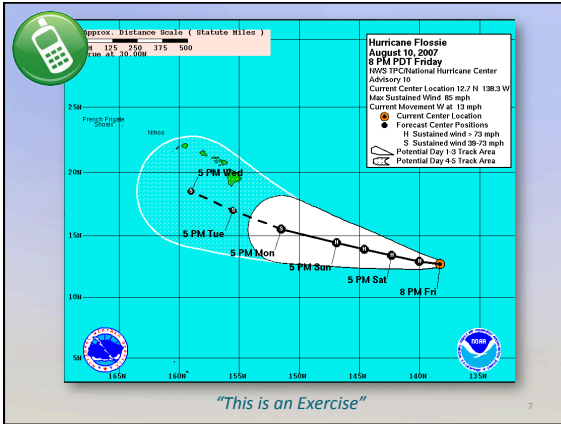 Approx. Distance Scale ( Statute Miles )
125 250 375 500
True at 30.00N
Hurricane Flossie
August 10, 2007
8 PM PDT Friday
NWS TPC/National Hurricane Center
Advisory 10
Current Center Location 12.7 N 138.3 W
Max Sustained Wind 85 mph
Current Movement W at 13 mph
Current Center Location
Forecast Center Positions
H Sustained wind > 73 mph
S Sustained wind 39-73 mph
Potential Day 1-3 Track Area
Potential Day 4-5 Track Area
25N
French Frigate
Shoals
Nihoa
20N
5 PM Wed
S
S
5 PM Tue
S
15N
5 PM Mon
H
H
H
H
5 PM Sun
5 PM Sat
8 PM Fri
10N
5N
NOAA
165W
160W
155W
150W
145W
140W
135W
"This is an Exercise"
7